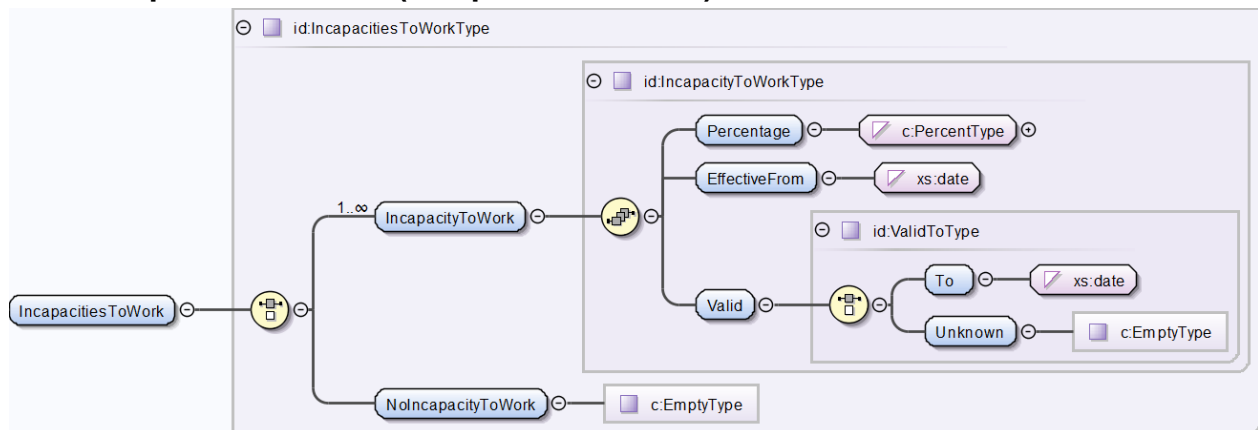 id:IncapacitiesToWorkType
id:IncapacityToWorkType
Percentage
c:PercentType
EffectiveFrom
xs:date
id:ValidToType
1..∞
IncapacityToWork
To
xs:date
IncapacitiesToWork
Valid
Unknown
c:EmptyType
NoIncapacityToWork
c:EmptyType